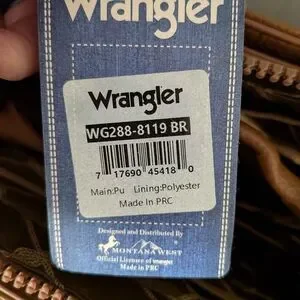 Wrangler
Wrangler
WG288-8119 BR
7 17690 45418 0
Main:Pu Lining:Polyester
Made In PRC
Designed and Distributed By
MONTANA WEST
Official Licensee of Wrangler
Made in PRC